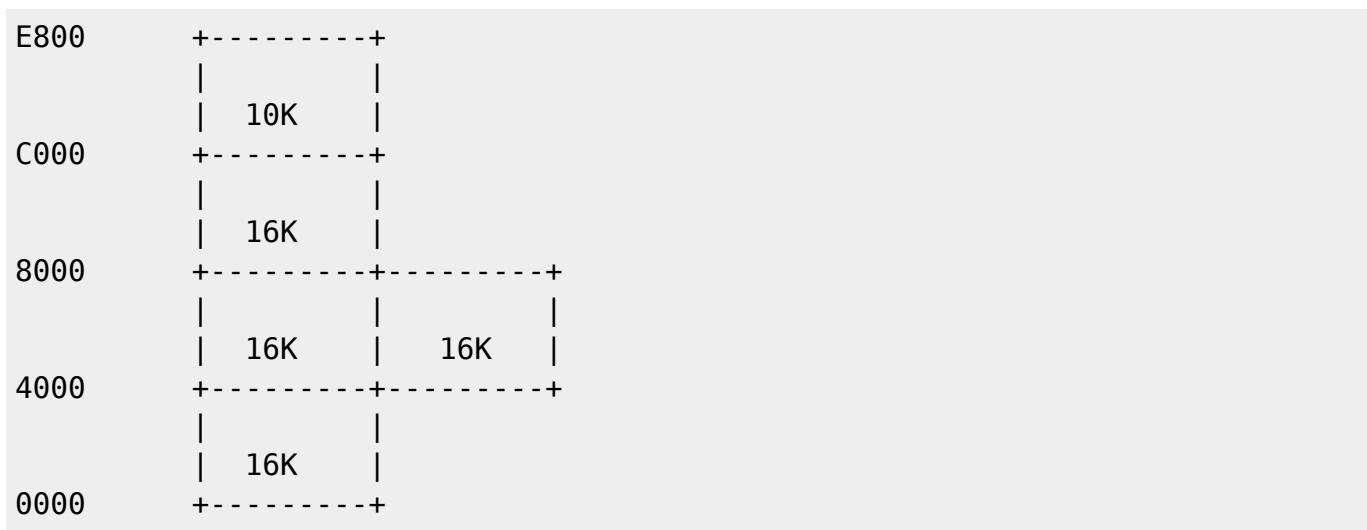 E800      +---------+
          |         |
          |  10K    |
C000      +---------+
          |         |
          |  16K    |
8000      +---------+---------+
          |         |         |
          |  16K    |   16K   |
4000      +---------+---------+
          |         |
          |  16K    |
0000      +---------+